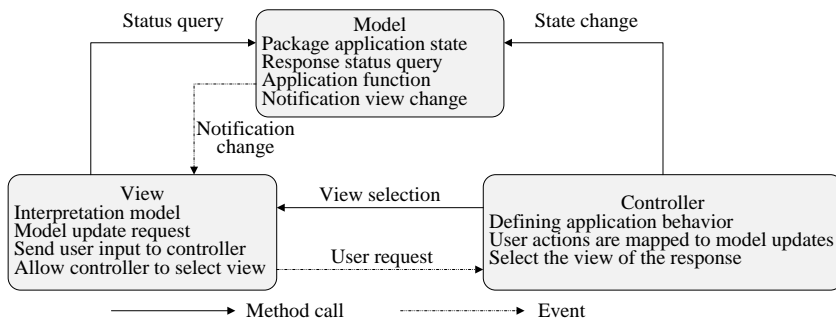 Status query
State change
Model
Package application state
Response status query
Application function
Notification view change
Notification
change
View
Interpretation model
Model update request
Send user input to controller
Allow controller to select view
View selection
User request
Controller
Defining application behavior
User actions are mapped to model updates
Select the view of the response
Method call
Event